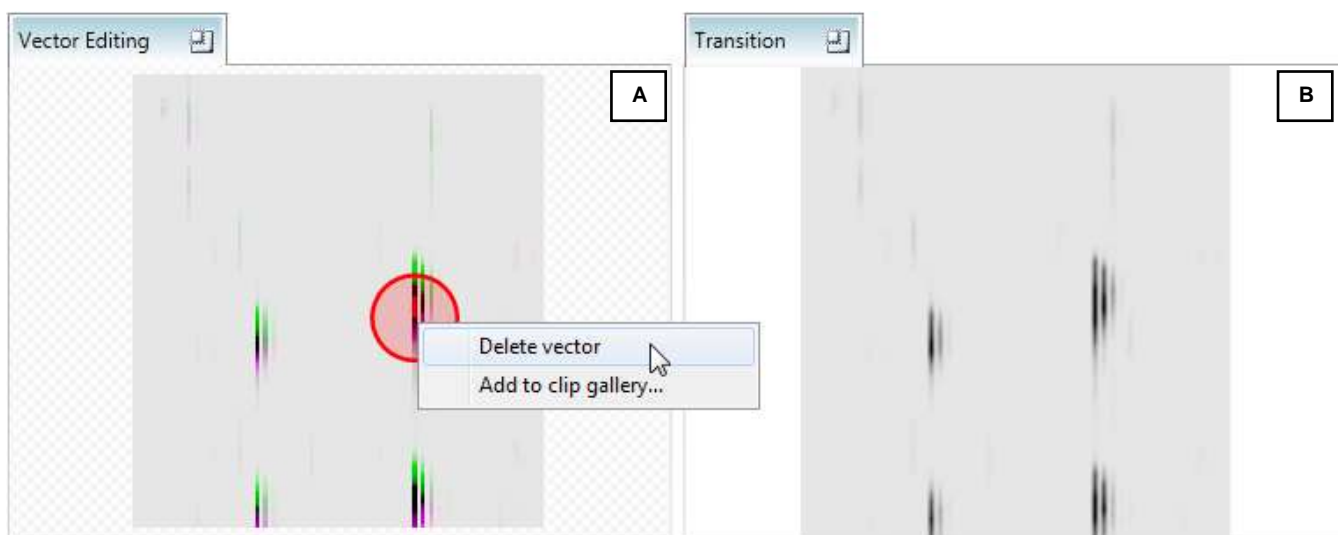 Vector Editing
Transition
A
B
Delete vector
Add to clip gallery...